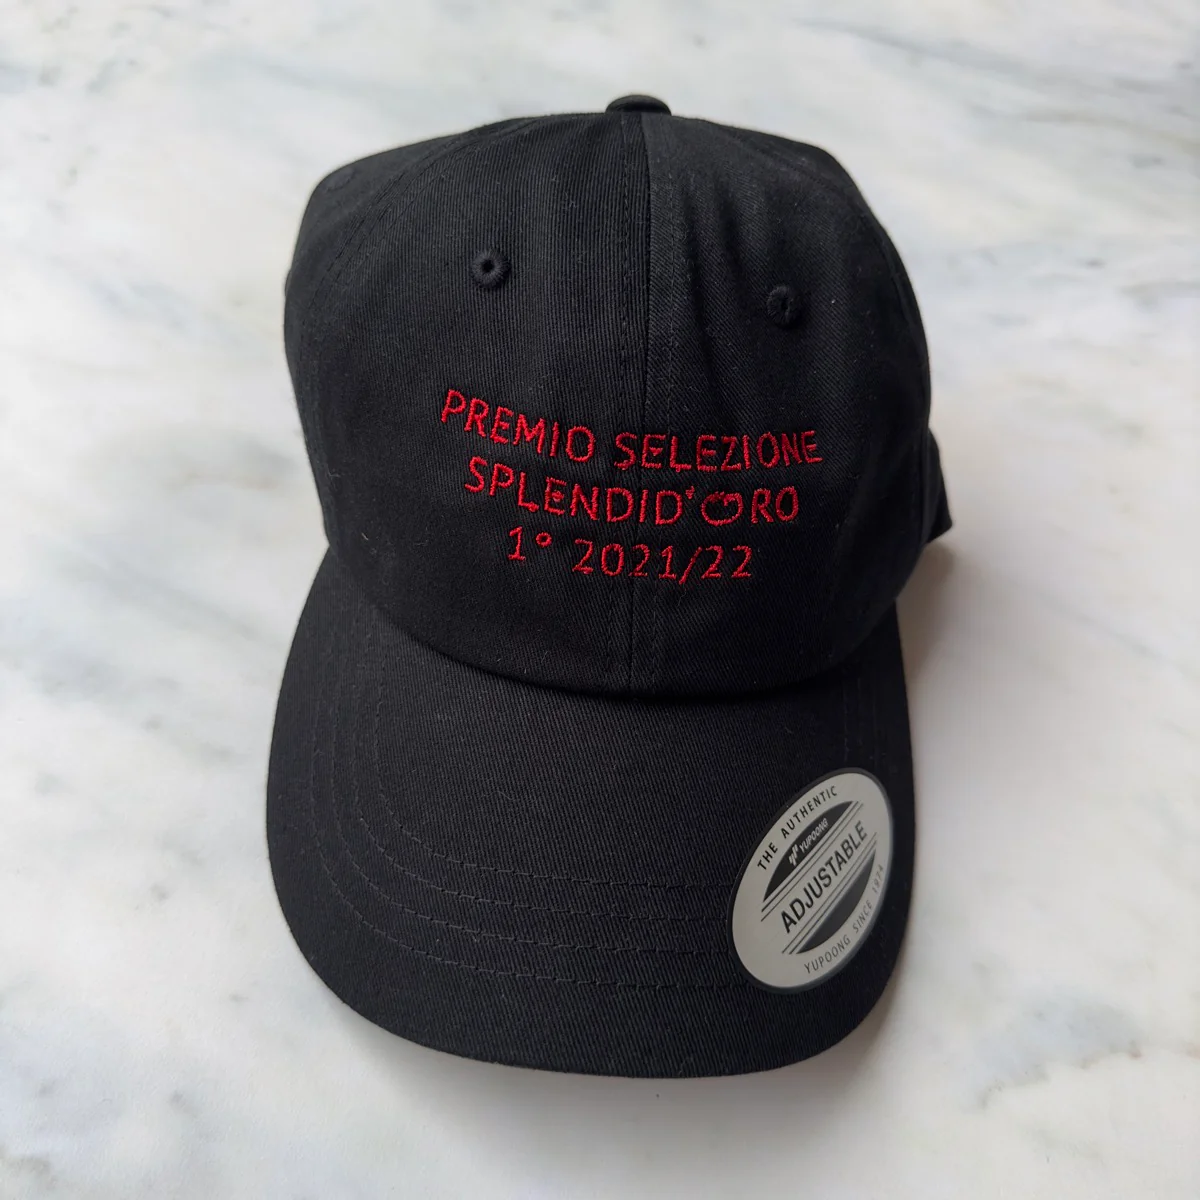 PREMIO SELEZIONE
SPLENDID'ORO
1° 2021/22
THE AUTHENTIC
YUPOONG
ADJUSTABLE
YUPOONG SINCE 1974